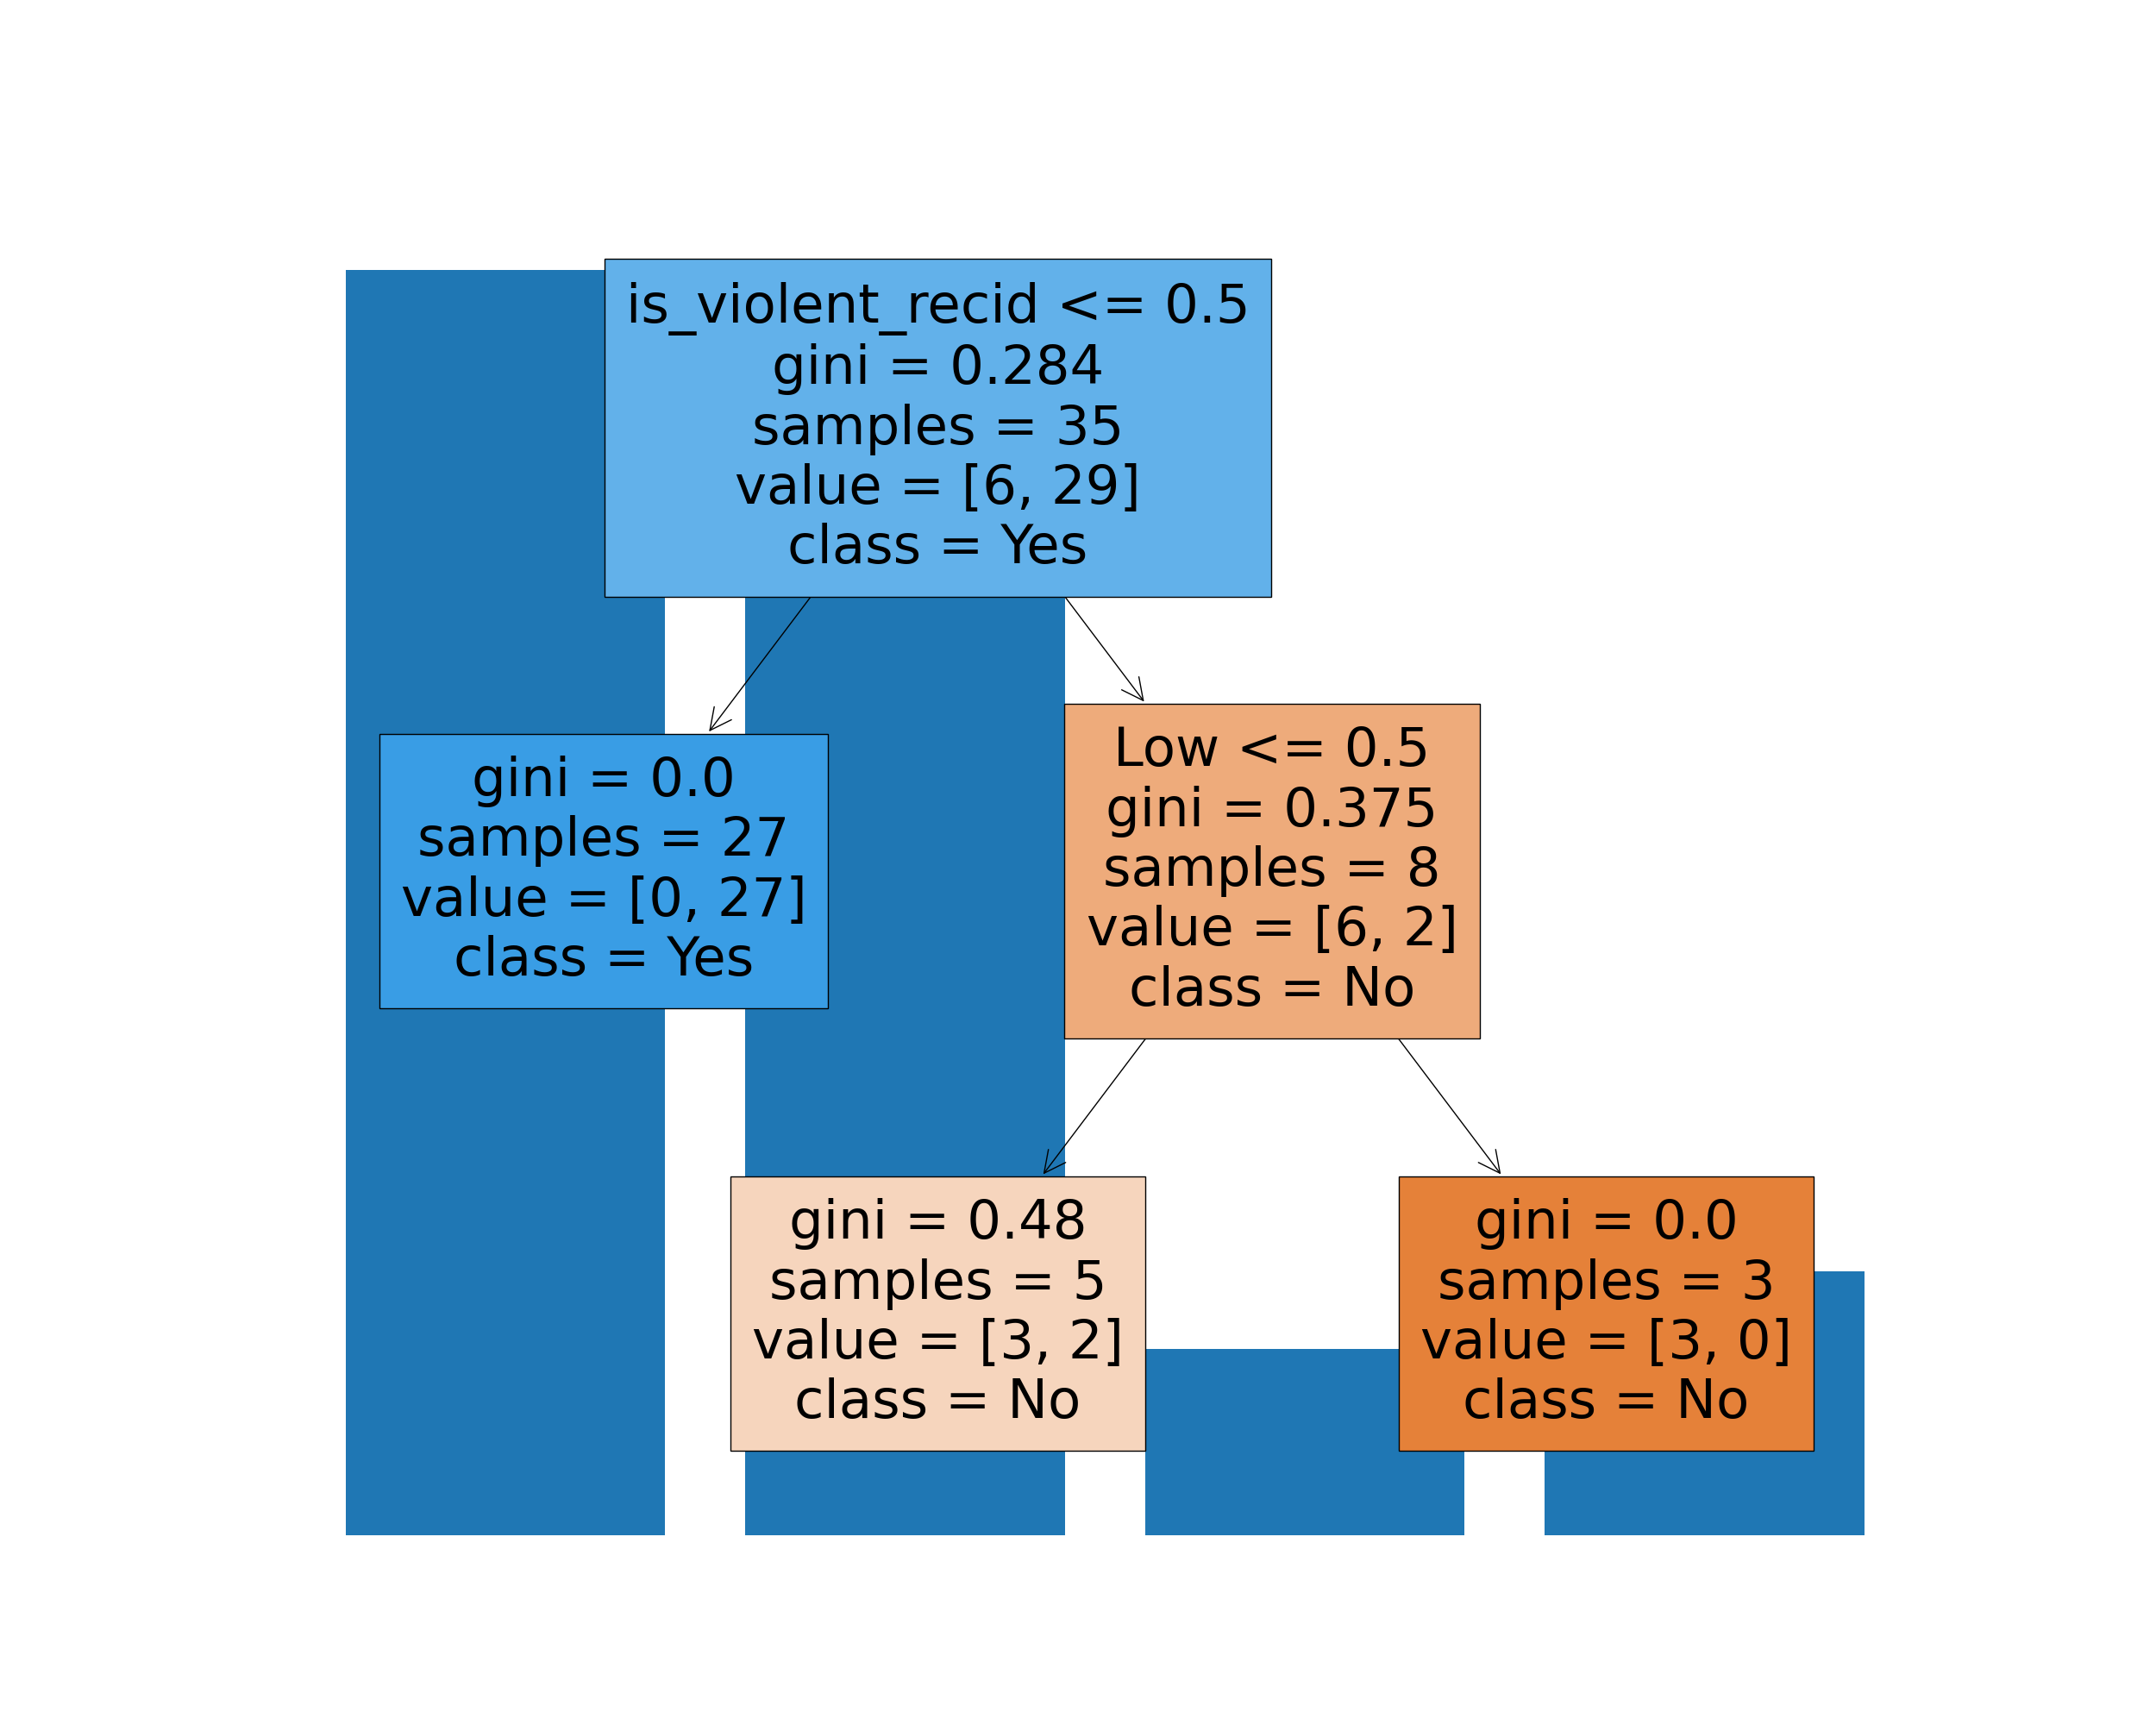 is_violent_recid <= 0.5
gini = 0.284
samples = 35
value = [6, 29]
class = Yes
gini = 0.0
samples = 27
value = [0, 27]
class = Yes
Low <= 0.5
gini = 0.375
samples = 8
value = [6, 2]
class = No
gini = 0.48
samples = 5
value = [3, 2]
class = No
gini = 0.0
samples = 3
value = [3, 0]
class = No